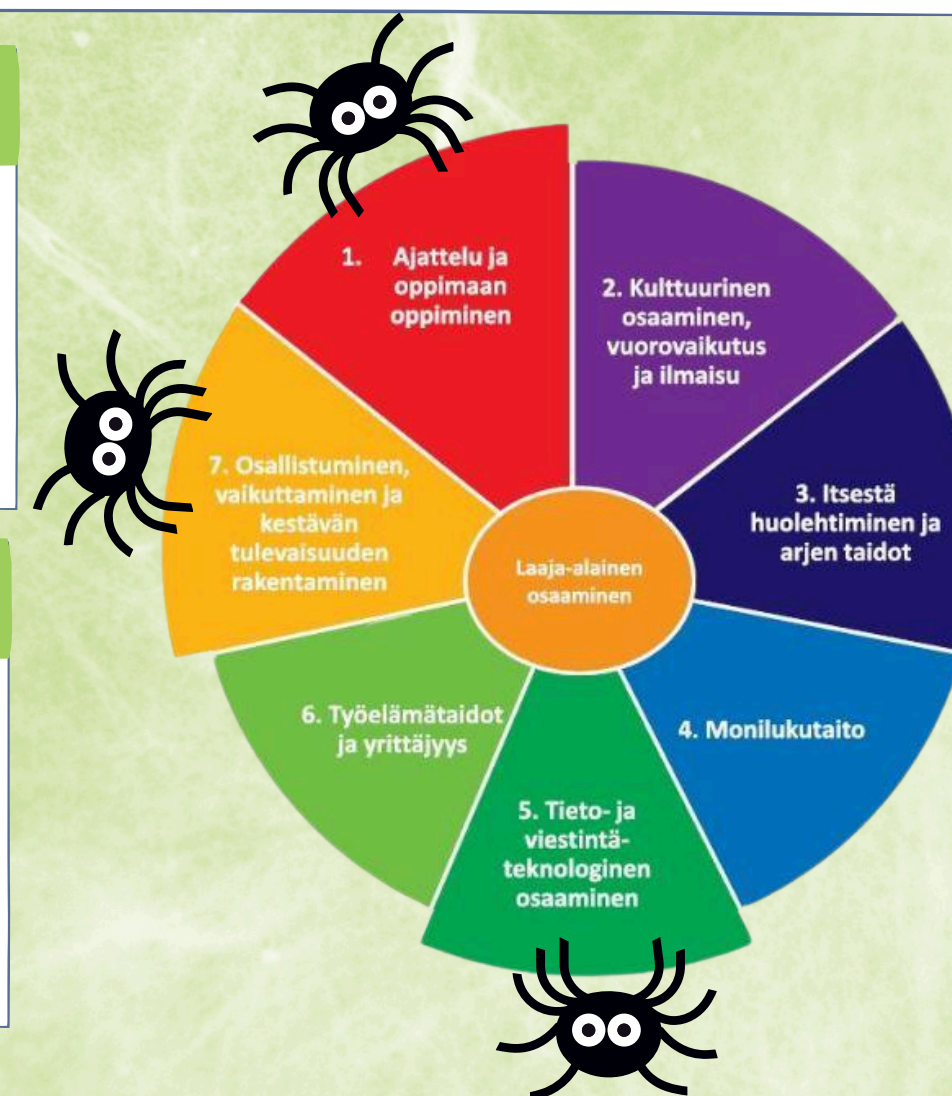 1. Ajattelu ja
oppimaan
oppiminen
2. Kulttuurinen
osaaminen,
vuorovaikutus
ja ilmaisu
3. Itsestä
huolehtiminen ja
arjen taidot
4. Monilukutaito
5. Tieto- ja
viestintä-
teknologinen
osaaminen
6. Työelämätaidot
ja yrittäjyys
7. Osallistuminen,
vaikuttaminen ja
kestävän
tulevaisuuden
rakentaminen
Laaja-alainen
osaaminen